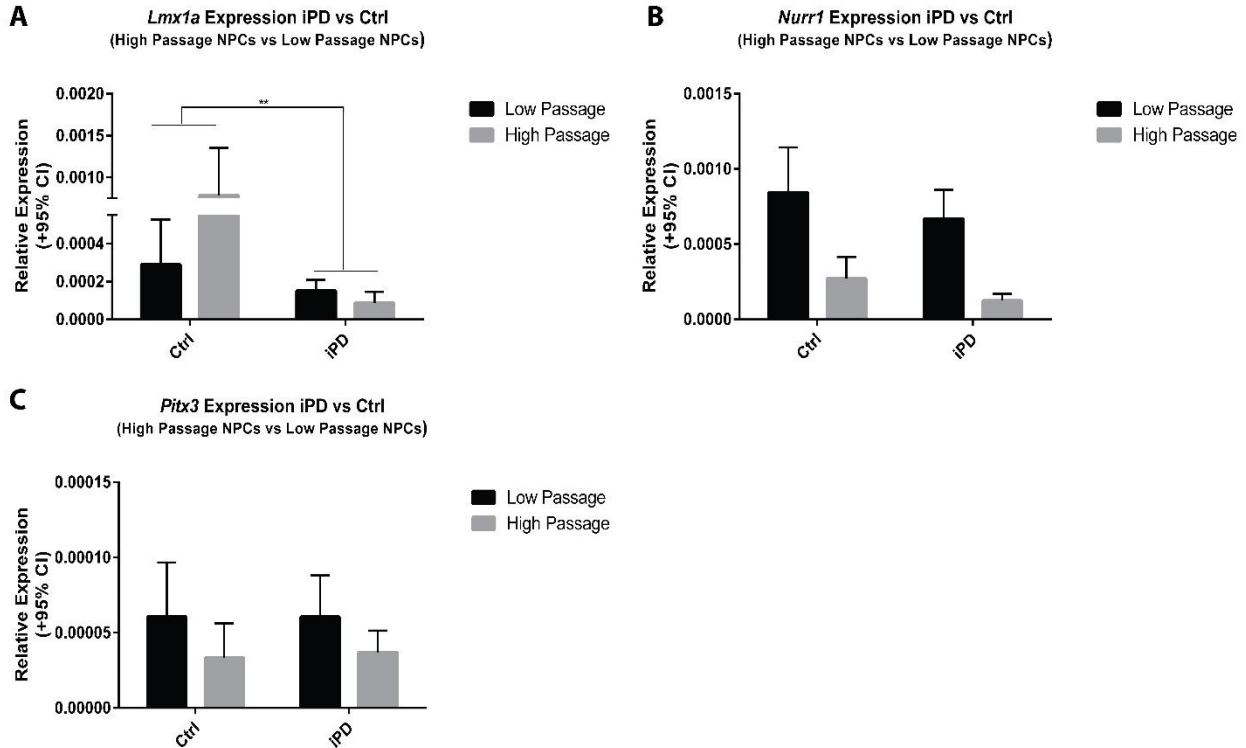 A
Lmx1a Expression iPD vs Ctrl
(High Passage NPCs vs Low Passage NPCs)
Relative Expression
(+95% CI)
0.0020
0.0015
0.0010
0.0004
0.0002
0.0000
**
Ctrl
iPD
Low Passage
High Passage
B
Nurr1 Expression iPD vs Ctrl
(High Passage NPCs vs Low Passage NPCs)
Relative Expression
(+95% CI)
0.0015
0.0010
0.0005
0.0000
Ctrl
iPD
Low Passage
High Passage
C
Pitx3 Expression iPD vs Ctrl
(High Passage NPCs vs Low Passage NPCs)
Relative Expression
(+95% CI)
0.00015
0.00010
0.00005
0.00000
Ctrl
iPD
Low Passage
High Passage